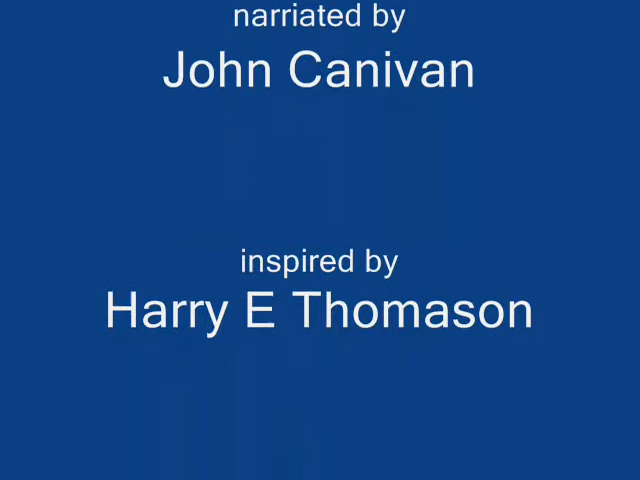 narriated by
John Canivan
inspired by
Harry E Thomason